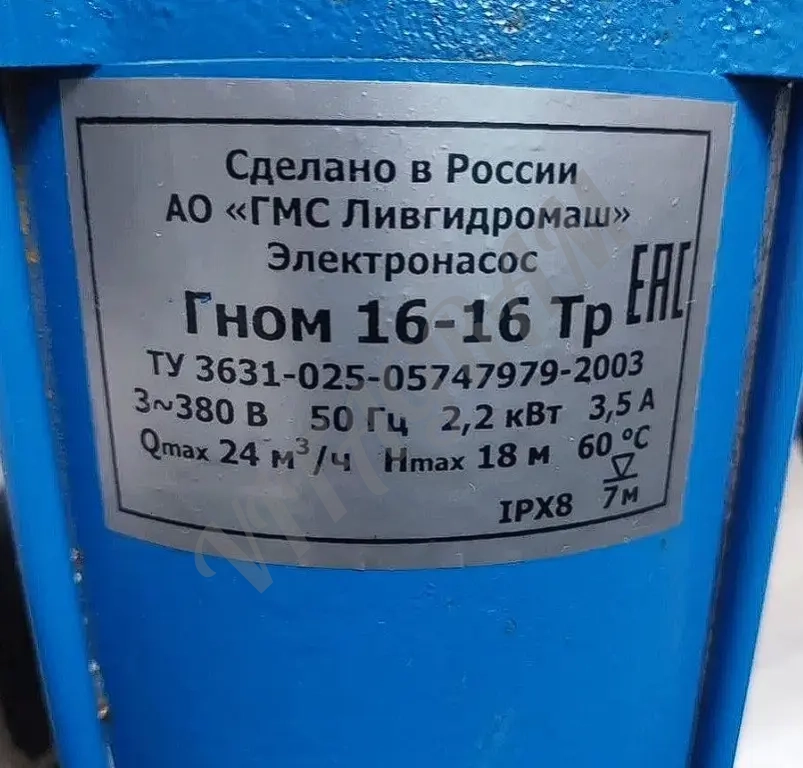 Сделано в России
АО «ГМС Ливгидромаш»
Электронасос
Гном 16-16 Тр EAC
ТУ 3631-025-05747979-2003
3~380 В 50 Гц 2,2 кВт 3,5 А
Qmax 24 м³/ч Hmax 18 м 60 °C
IPX8 7м